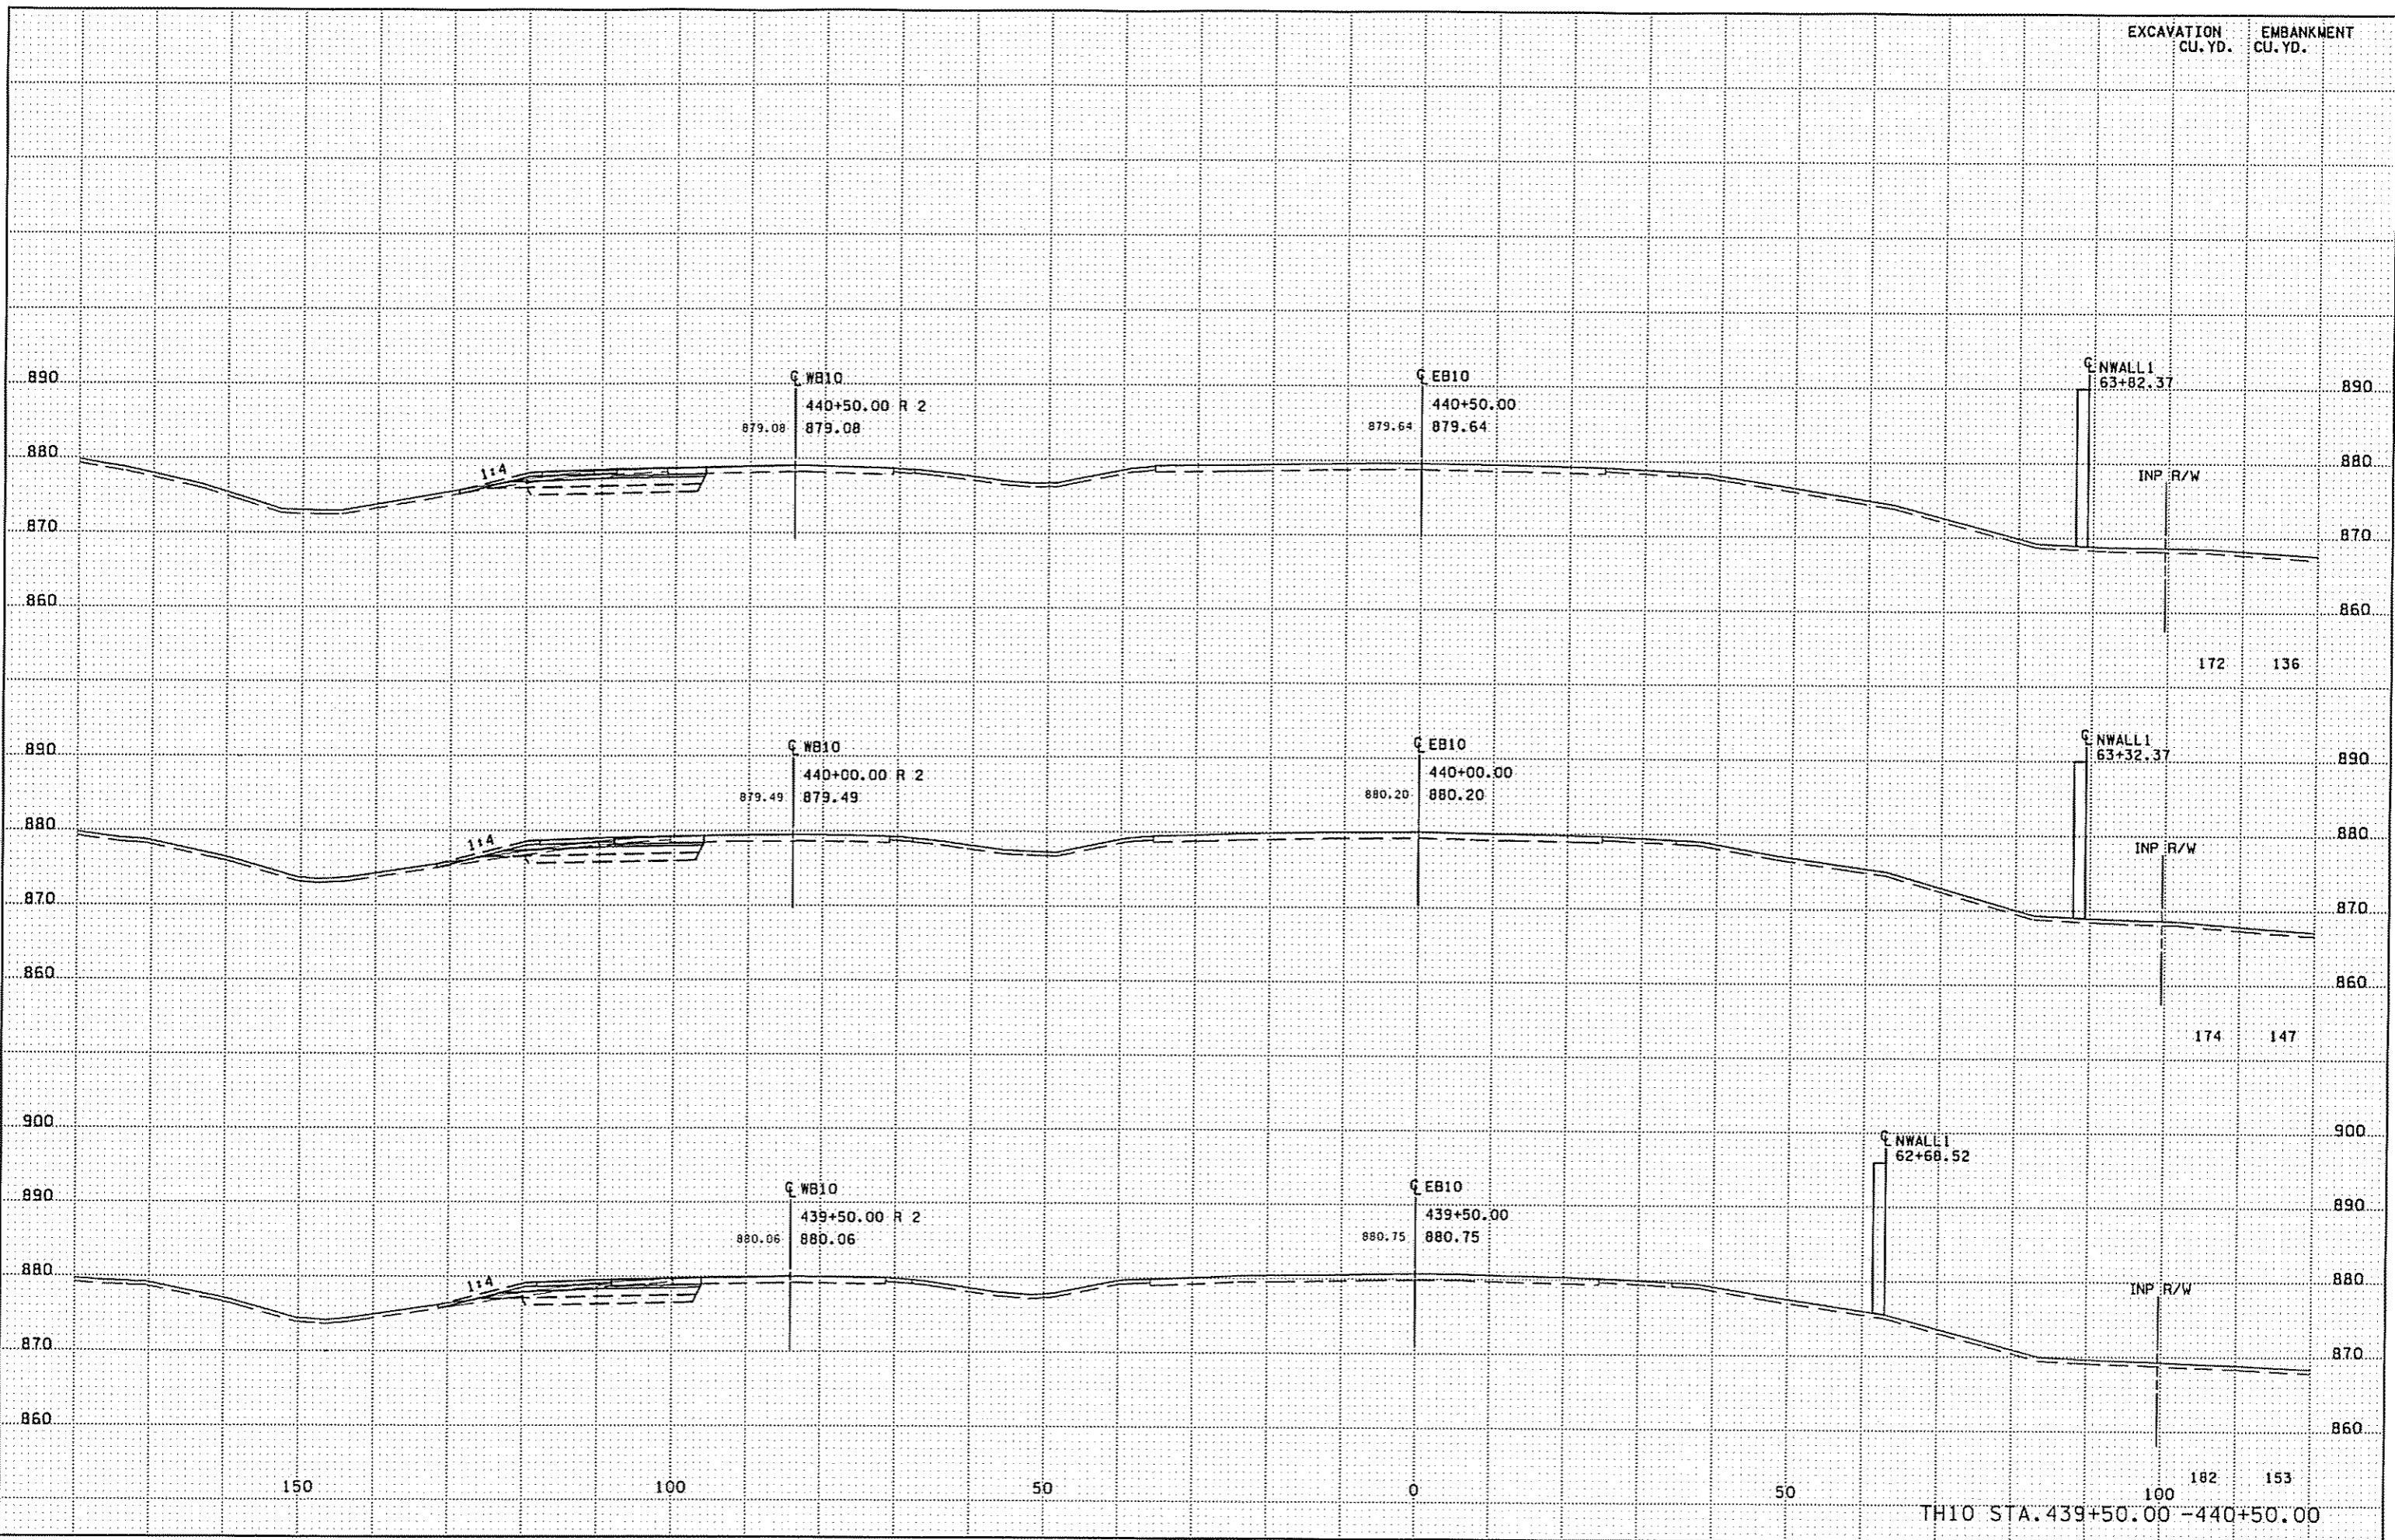 EXCAVATION EMBANKMENT
CU.YD. CU.YD.
℄ WB10
440+50.00 R 2
879.08 879.08
℄ EB10
440+50.00
879.64 879.64
℄ NWALL1
63+82.37
INP R/W
1:4
890 890
880 880
870 870
860 860
172 136
℄ WB10
440+00.00 R 2
879.49 879.49
℄ EB10
440+00.00
880.20 880.20
℄ NWALL1
63+32.37
INP R/W
1:4
890 890
880 880
870 870
860 860
174 147
900 900
℄ NWALL1
62+68.52
℄ WB10
439+50.00 R 2
880.06 880.06
℄ EB10
439+50.00
880.75 880.75
INP R/W
1:4
890 890
880 880
870 870
860 860
182 153
150 100 50 0 50 100
TH10 STA.439+50.00 -440+50.00